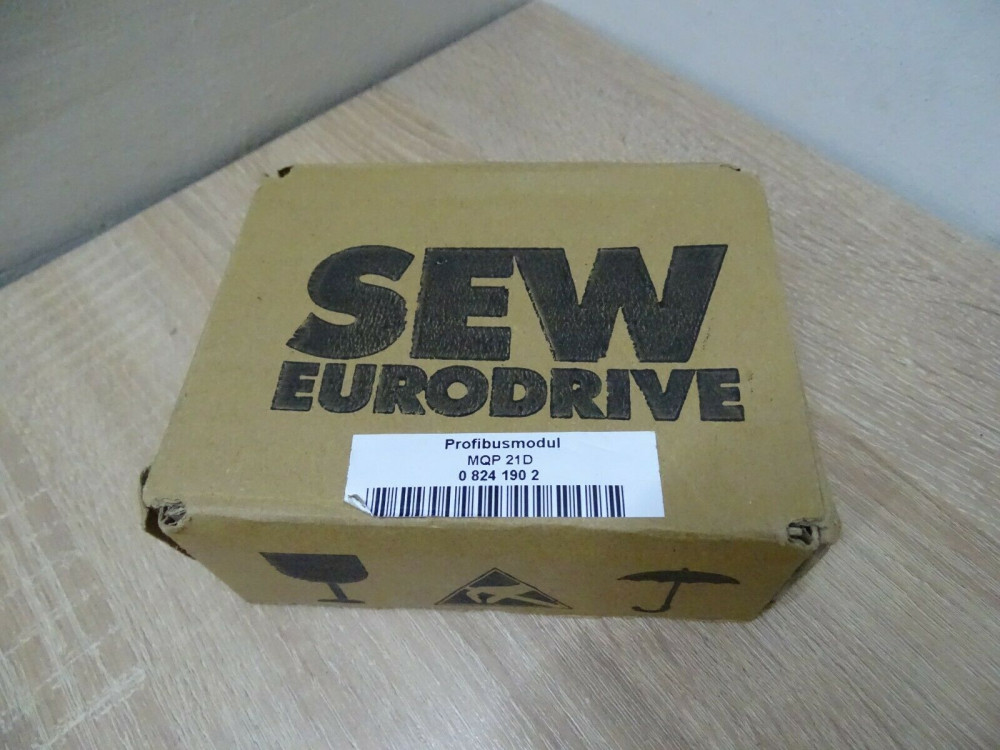 SEW
EURODRIVE
Profibusmodul
MQP 21D
0 824 190 2